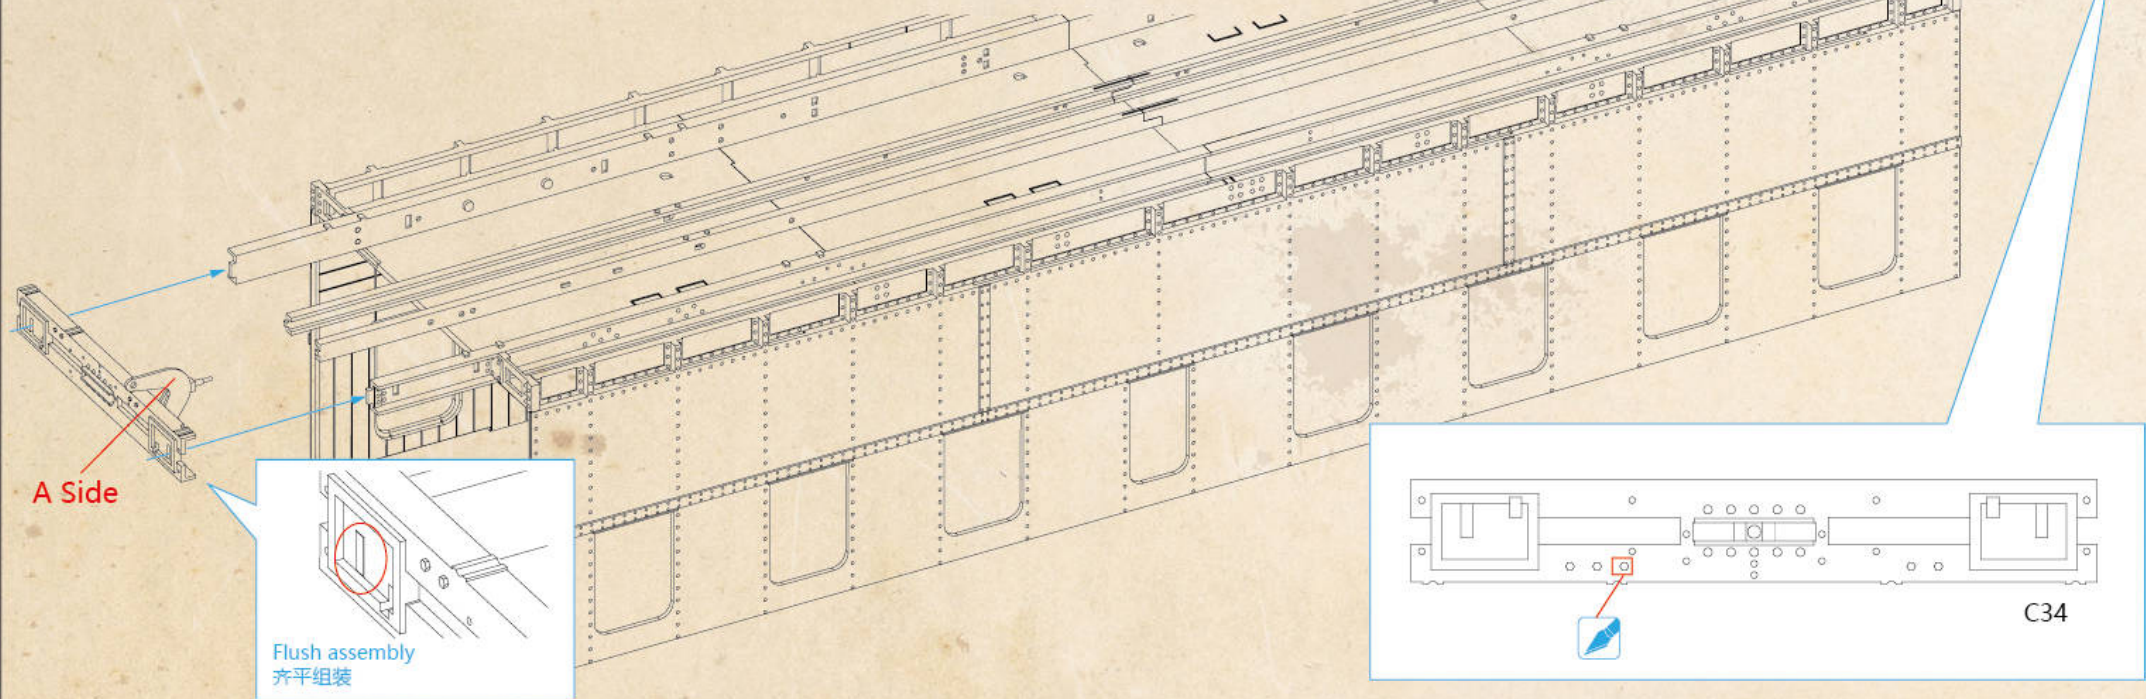 A Side
Flush assembly
齐平组装
C34